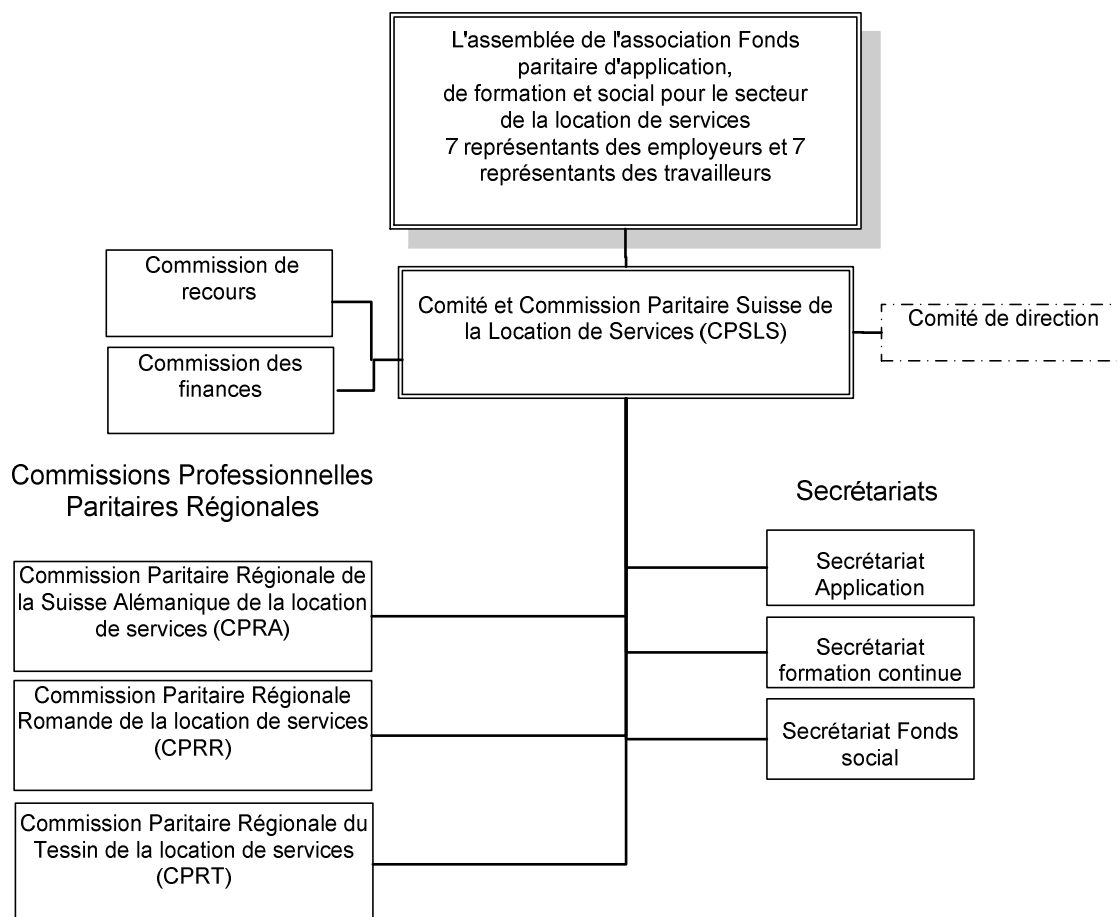 L'assemblée de l'association Fonds
paritaire d'application,
de formation et social pour le secteur
de la location de services
7 représentants des employeurs et 7
représentants des travailleurs
Commission de
recours
Comité et Commission Paritaire Suisse de
la Location de Services (CPSLS)
Comité de direction
Commission des
finances
Commissions Professionnelles
Paritaires Régionales
Secrétariats
Commission Paritaire Régionale de
la Suisse Alémanique de la location
de services (CPRA)
Commission Paritaire Régionale
Romande de la location de services
(CPRR)
Commission Paritaire Régionale du
Tessin de la location de services
(CPRT)
Secrétariat
Application
Secrétariat
formation continue
Secrétariat Fonds
social